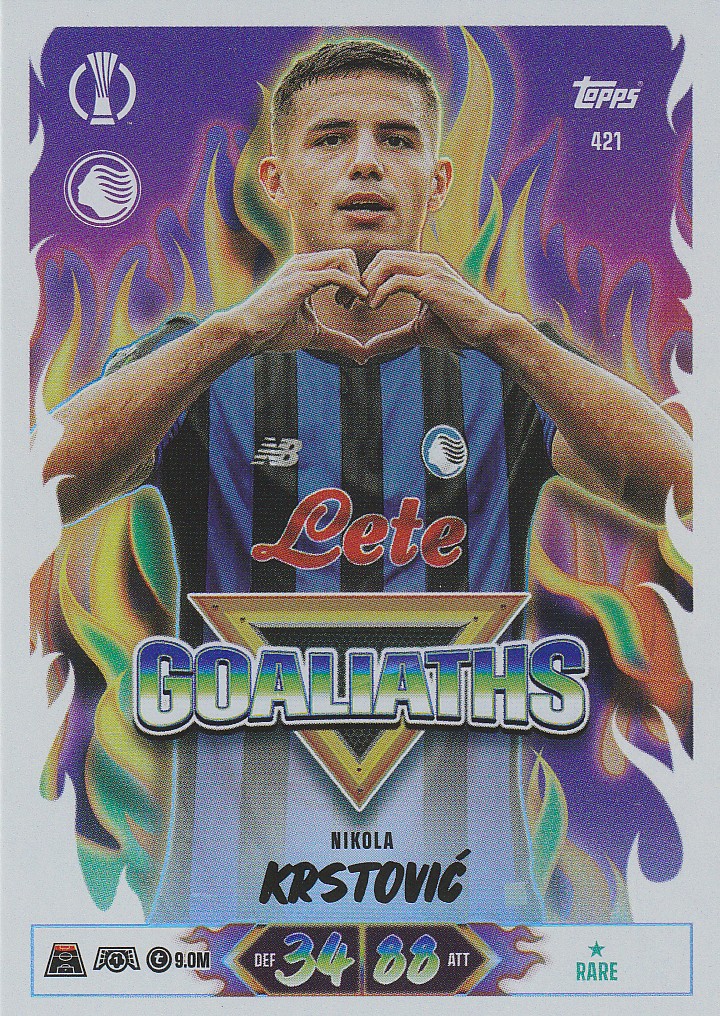 topps
421
NB
Lete
GOALIATHS
NIKOLA
KRSTOVIĆ
t 9.0M
DEF 34 88 ATT
RARE